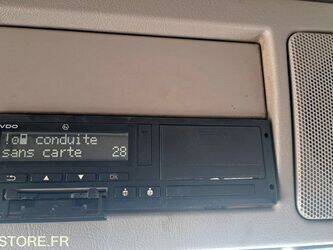 VDO
! conduite
sans carte 28
OK
STORE.FR